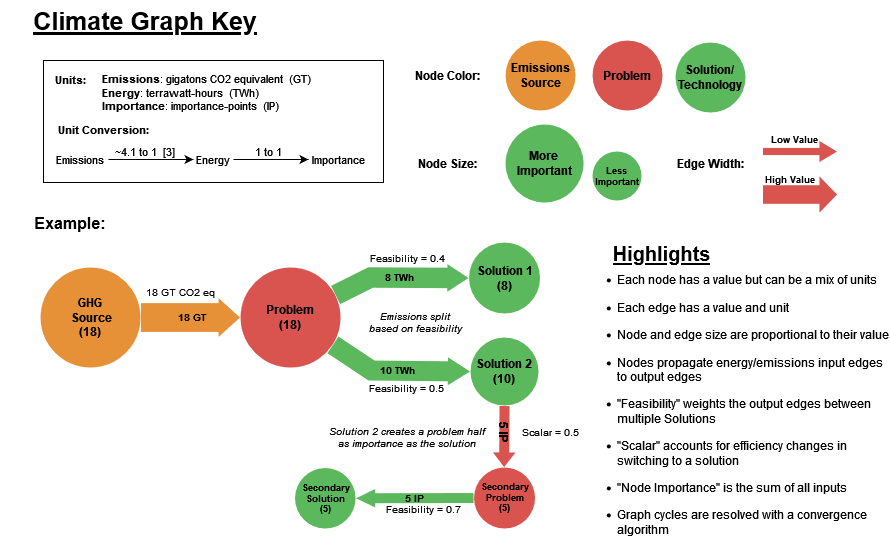 Climate Graph Key
Units: Emissions: gigatons CO2 equivalent (GT)
Energy: terrawatt-hours (TWh)
Importance: importance-points (IP)
Unit Conversion:
Emissions ~4.1 to 1 [3] Energy 1 to 1 Importance
Node Color:
Emissions
Source
Problem
Solution/
Technology
Node Size:
More
Important
Less
Important
Edge Width:
Low Value
High Value
Example:
GHG
Source
(18)
18 GT CO2 eq
18 GT
Problem
(18)
Feasibility = 0.4
8 TWh
Solution 1
(8)
Emissions split
based on feasibility
10 TWh
Feasibility = 0.5
Solution 2
(10)
Solution 2 creates a problem half
as importance as the solution
5 IP
Scalar = 0.5
Secondary
Problem
(5)
5 IP
Feasibility = 0.7
Secondary
Solution
(5)
Highlights
• Each node has a value but can be a mix of units
• Each edge has a value and unit
• Node and edge size are proportional to their value
• Nodes propagate energy/emissions input edges
to output edges
• "Feasibility" weights the output edges between
multiple Solutions
• "Scalar" accounts for efficiency changes in
switching to a solution
• "Node Importance" is the sum of all inputs
• Graph cycles are resolved with a convergence
algorithm